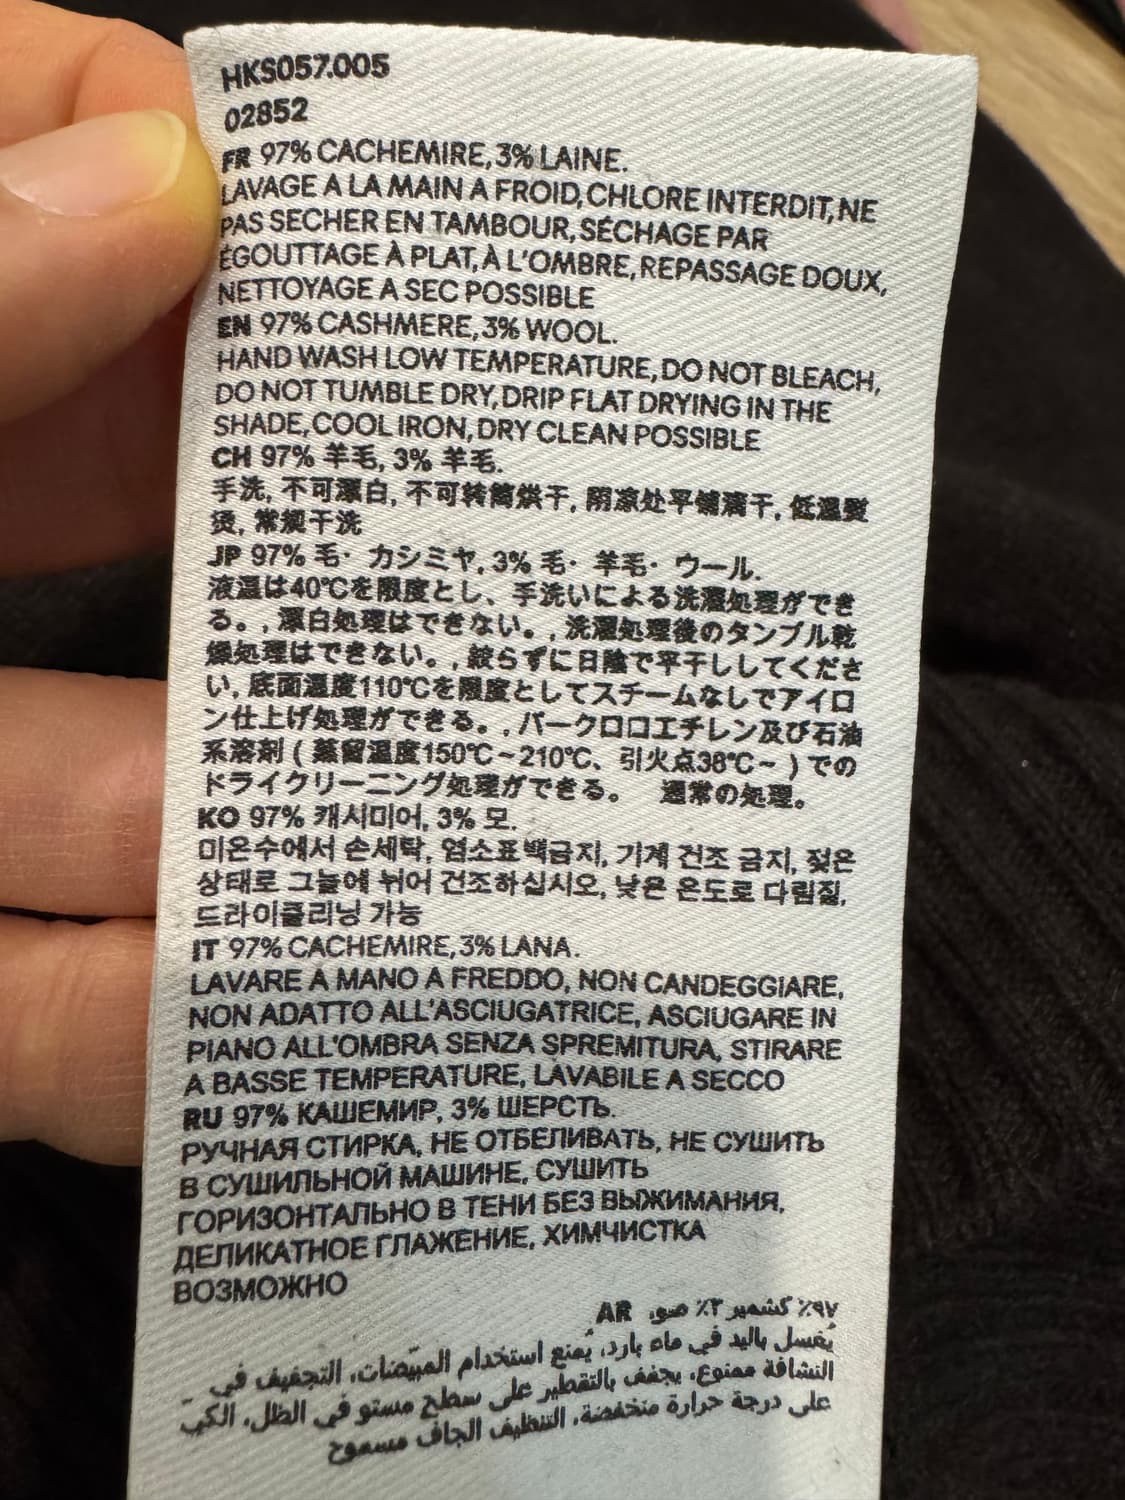 HKS057.005
02852
FR 97% CACHEMIRE, 3% LAINE.
LAVAGE A LA MAIN A FROID, CHLORE INTERDIT, NE
PAS SECHER EN TAMBOUR, SÉCHAGE PAR
ÉGOUTTAGE À PLAT, À L'OMBRE, REPASSAGE DOUX,
NETTOYAGE A SEC POSSIBLE
EN 97% CASHMERE, 3% WOOL.
HAND WASH LOW TEMPERATURE, DO NOT BLEACH,
DO NOT TUMBLE DRY, DRIP FLAT DRYING IN THE
SHADE, COOL IRON, DRY CLEAN POSSIBLE
CH 97% 羊毛, 3% 羊毛.
手洗, 不可漂白, 不可转筒烘干, 阴凉处平铺滴干, 低温熨
烫, 常规干洗
JP 97% 毛・ カシミヤ, 3% 毛・ 羊毛・ ウール.
液温は40℃を限度とし、手洗いによる洗濯処理ができ
る。, 漂白処理はできない。, 洗濯処理後のタンブル乾
燥処理はできない。, 絞らずに日陰で平干ししてくださ
い, 底面温度110℃を限度としてスチームなしでアイロ
ン仕上げ処理ができる。, パークロロエチレン及び石油
系溶剤 ( 蒸留温度150℃~210℃、引火点38℃~ ) での
ドライクリーニング処理ができる。 通常の処理。
KO 97% 캐시미어, 3% 모.
미온수에서 손세탁, 염소표백금지, 기계 건조 금지, 젖은
상태로 그늘에 뉘어 건조하십시오, 낮은 온도로 다림질,
드라이클리닝 가능
IT 97% CACHEMIRE, 3% LANA.
LAVARE A MANO A FREDDO, NON CANDEGGIARE,
NON ADATTO ALL'ASCIUGATRICE, ASCIUGARE IN
PIANO ALL'OMBRA SENZA SPREMITURA, STIRARE
A BASSE TEMPERATURE, LAVABILE A SECCO
RU 97% КАШЕМИР, 3% ШЕРСТЬ.
РУЧНАЯ СТИРКА, НЕ ОТБЕЛИВАТЬ, НЕ СУШИТЬ
В СУШИЛЬНОЙ МАШИНЕ, СУШИТЬ
ГОРИЗОНТАЛЬНО В ТЕНИ БЕЗ ВЫЖИМАНИЯ,
ДЕЛИКАТНОЕ ГЛАЖЕНИЕ, ХИМЧИСТКА
ВОЗМОЖНО
٩٧٪ كشمير ٣٪ صو. AR
يُغسل باليد في ماء بارد، يُمنع استخدام المبيّضات، التجفيف في
النشافة ممنوع، يجفف بالتقطير على سطح مستو في الظل، الكي
على درجة حرارة منخفضة، التنظيف الجاف مسموح